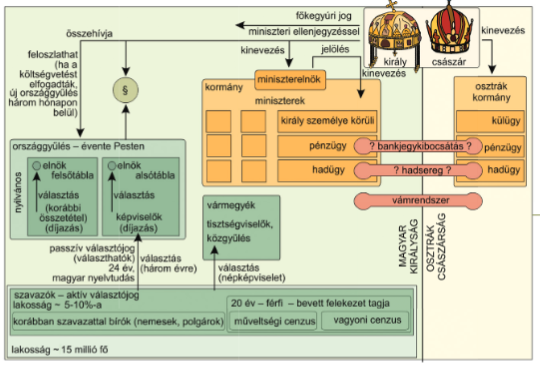 főkegyúri jog
miniszteri ellenjegyzéssel
összehívja
kinevezés
jelölés
király
császár
kinevezés
kinevezés
feloszlathat
(ha a
költségvetést
elfogadták,
új országgyűlés
három hónapon
belül)
§
kormány
miniszterelnök
miniszterek
király személye körüli
pénzügy
hadügy
osztrák
kormány
külügy
pénzügy
hadügy
? bankjegykibocsátás ?
? hadsereg ?
vámrendszer
országgyűlés – évente Pesten
nyilvános
elnök
felsőtábla
választás
(korábbi
összetétel)
(díjazás)
elnök
alsótábla
választás
képviselők
(díjazás)
vármegyék
tisztségviselők,
közgyűlés
MAGYAR
KIRÁLYSÁG
OSZTRÁK
CSÁSZÁRSÁG
passzív választójog
(választhatók)
24 év,
magyar nyelvtudás
választás
(három évre)
választás
(népképviselet)
szavazók – aktív választójog
lakosság ~ 5-10%-a
korábban szavazattal bírók (nemesek, polgárok)
20 év – férfi – bevett felekezet tagja
műveltségi cenzus
vagyoni cenzus
lakosság ~ 15 millió fő